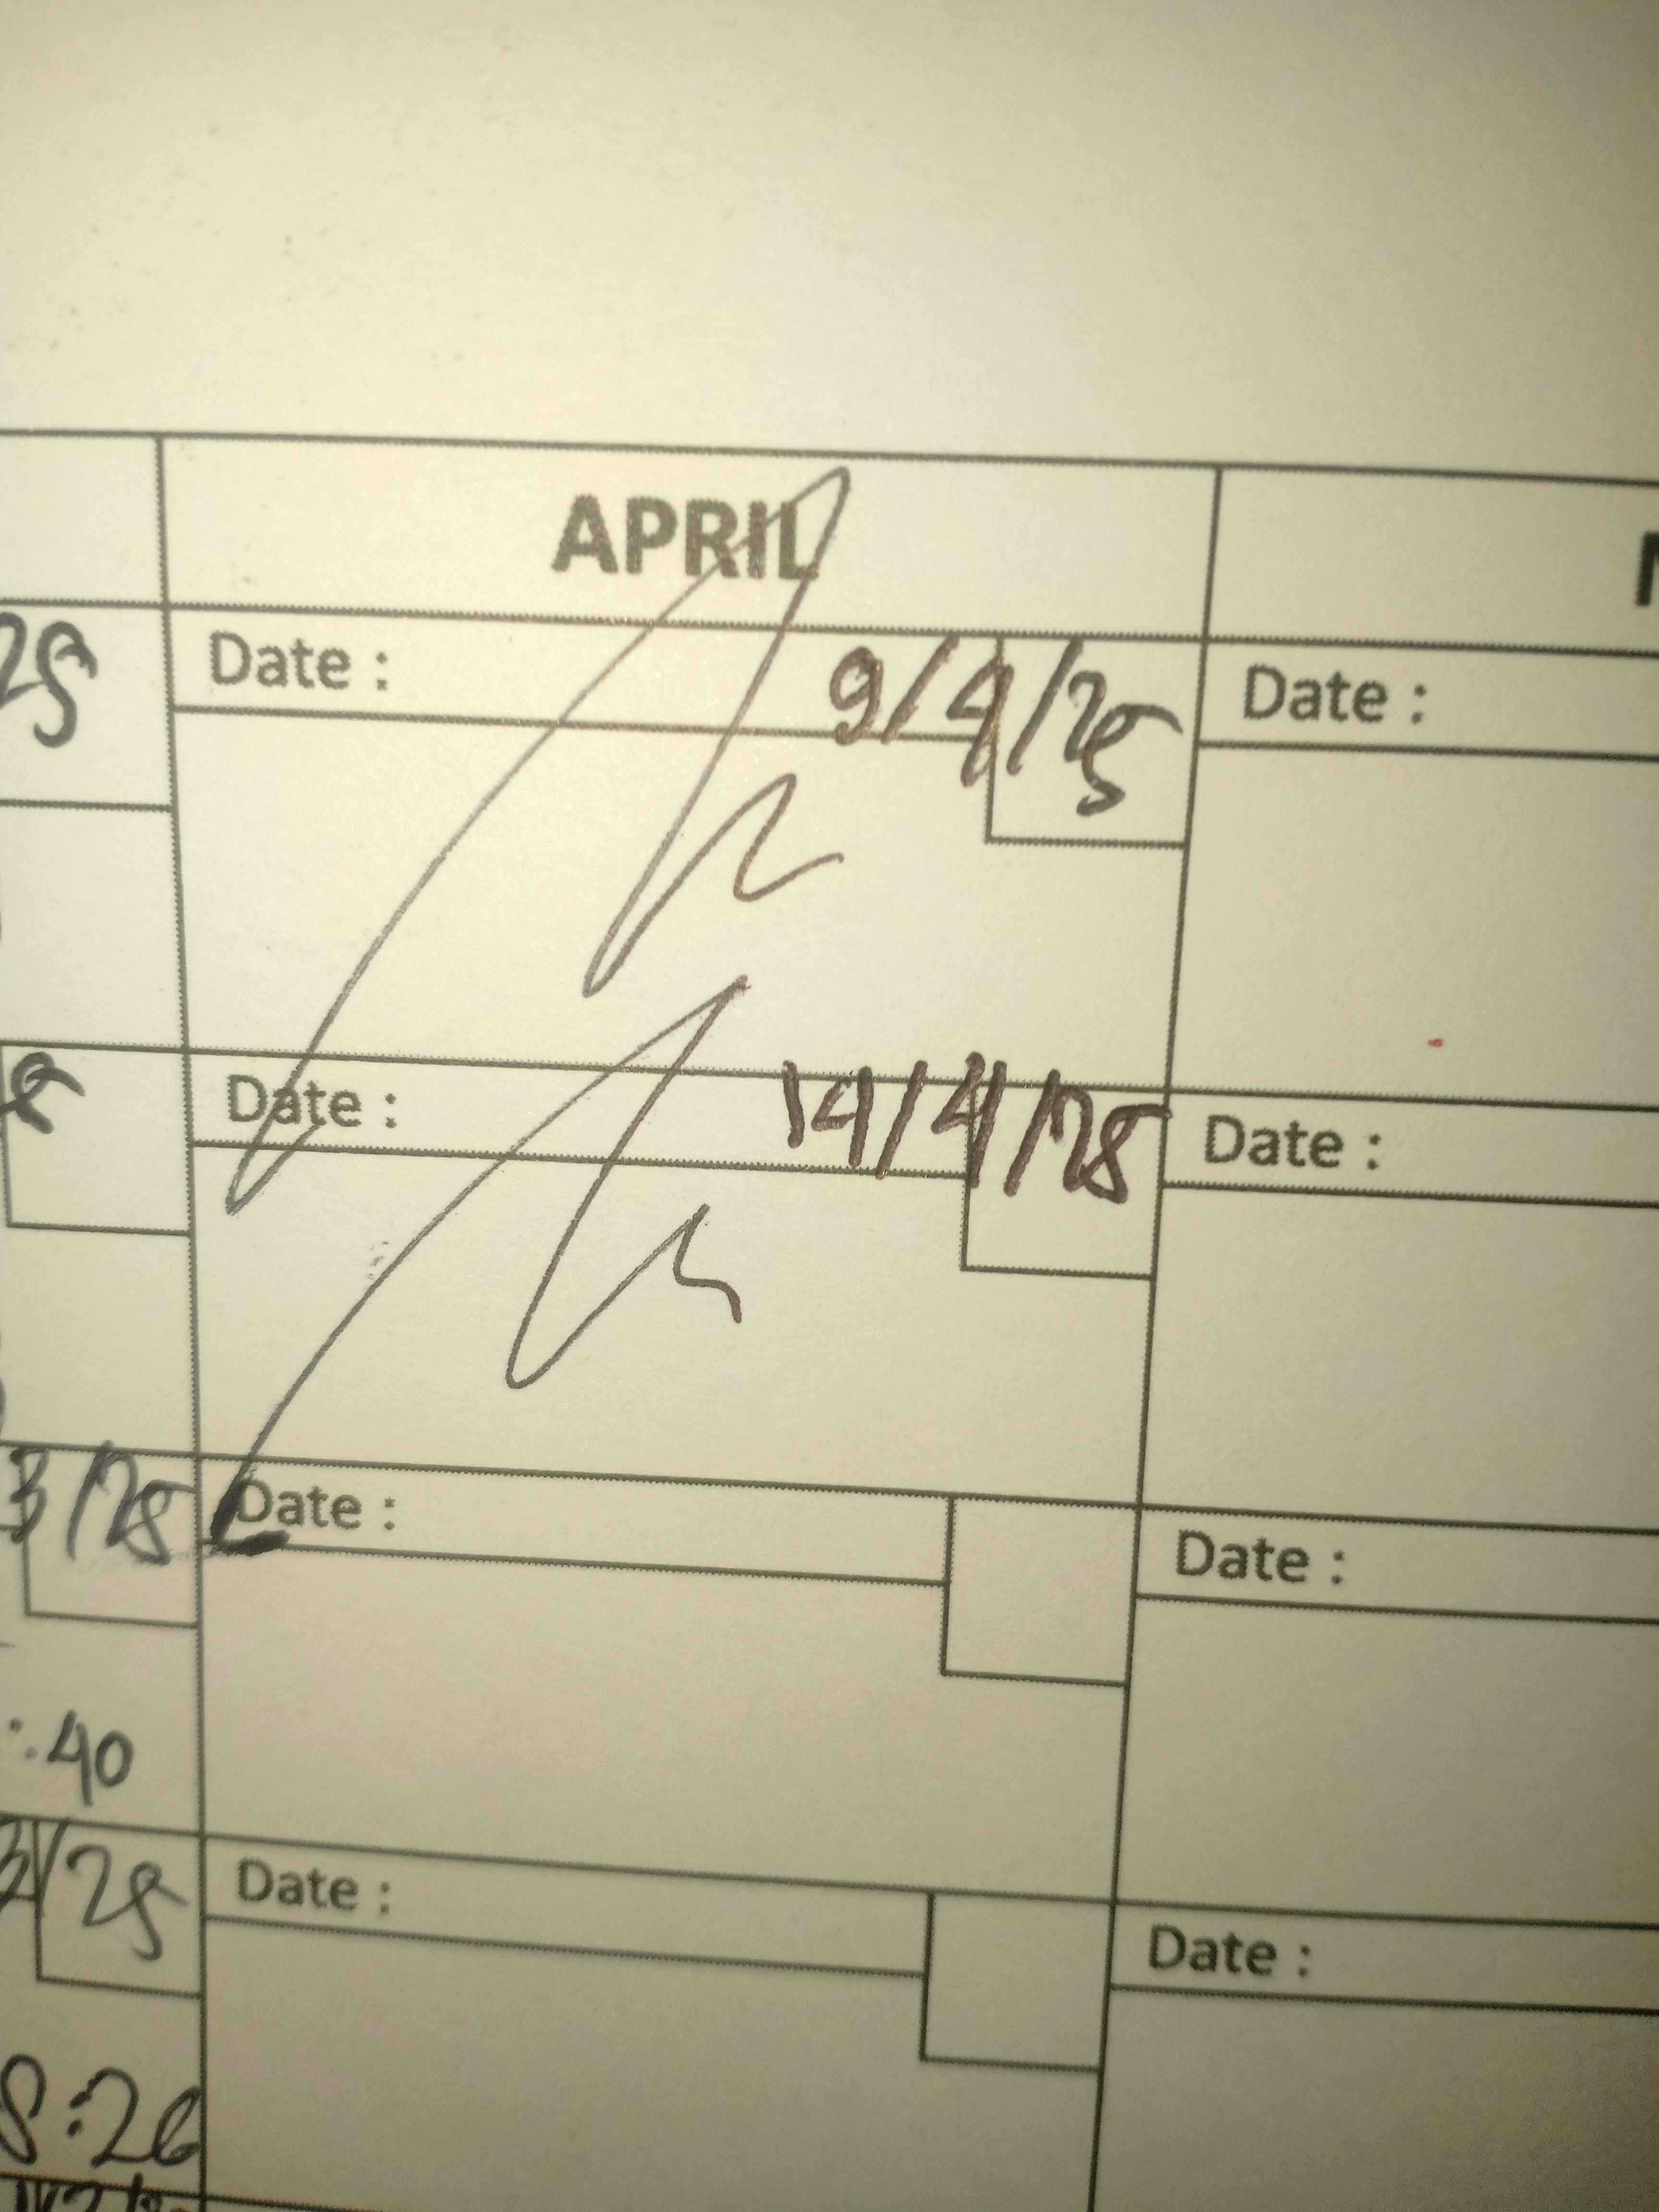 APRIL
25 Date : 9/4/25 Date :
Date : 14/4/25 Date :
3/25 Date : Date :
:40
3/25 Date : Date :
8:26